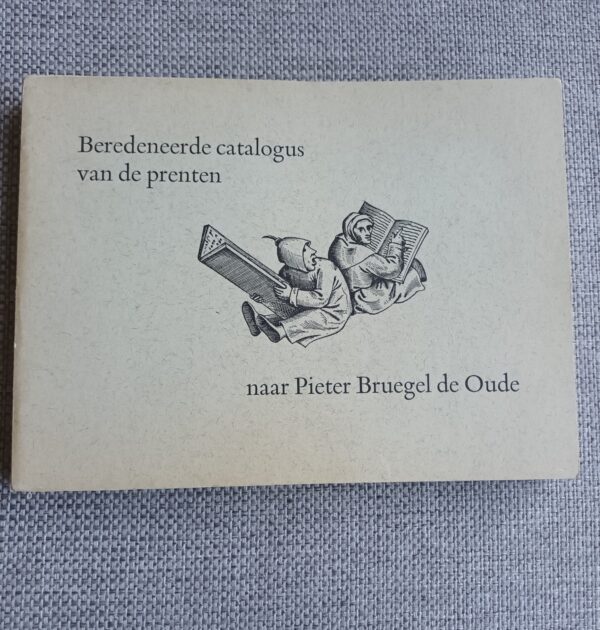 Beredeneerde catalogus
van de prenten
naar Pieter Bruegel de Oude